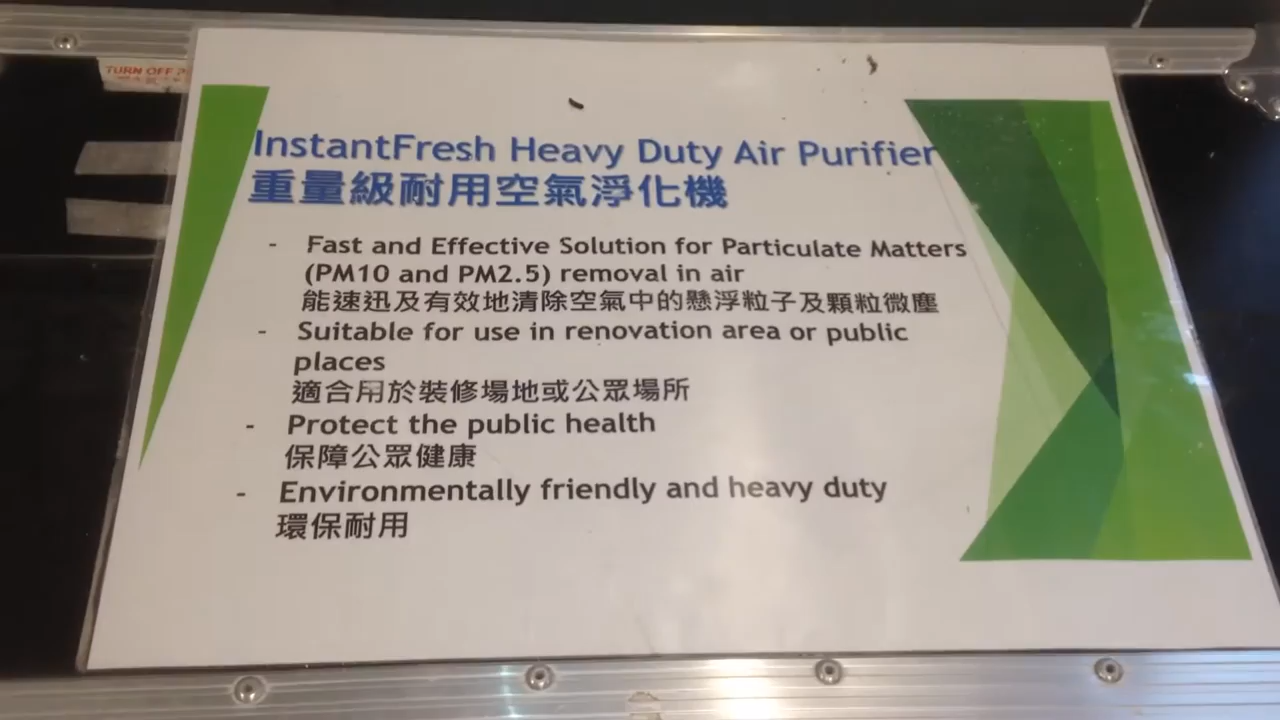 TURN OFF
InstantFresh Heavy Duty Air Purifier
重量級耐用空氣淨化機
- Fast and Effective Solution for Particulate Matters
(PM10 and PM2.5) removal in air
能速迅及有效地清除空氣中的懸浮粒子及顆粒微塵
- Suitable for use in renovation area or public
places
適合用於裝修場地或公眾場所
- Protect the public health
保障公眾健康
- Environmentally friendly and heavy duty
環保耐用